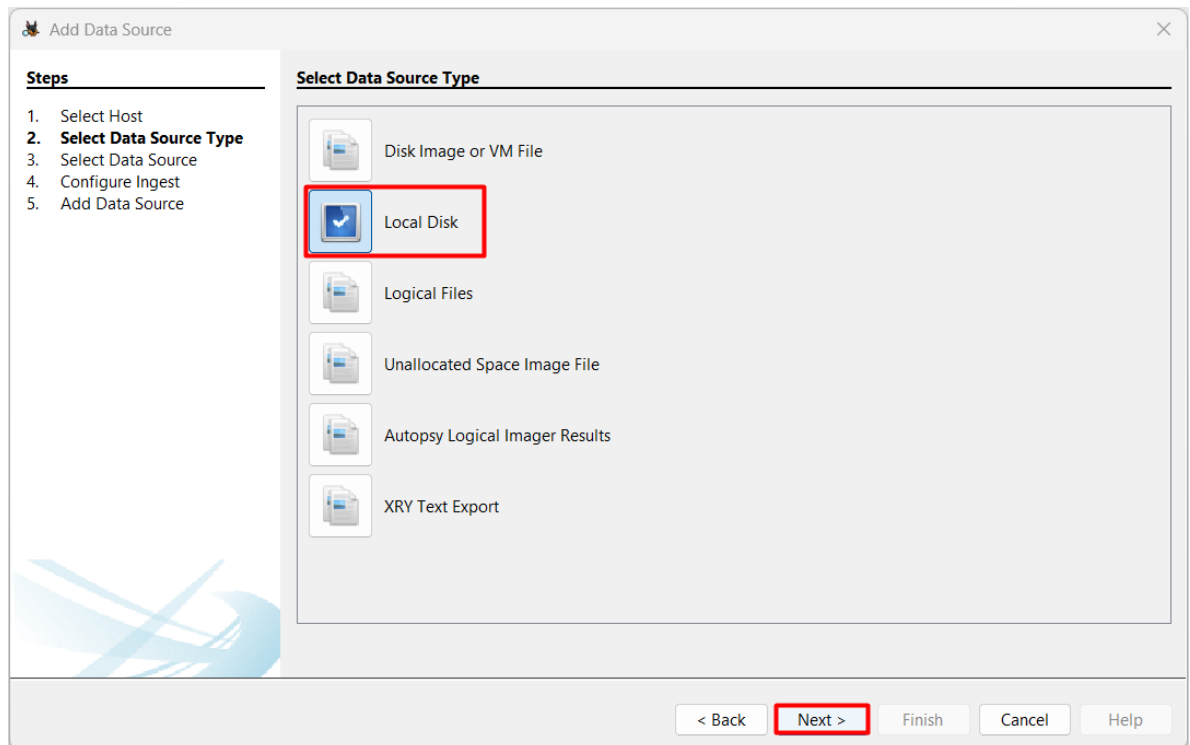 Add Data Source
Steps
1. Select Host
2. Select Data Source Type
3. Select Data Source
4. Configure Ingest
5. Add Data Source
Select Data Source Type
Disk Image or VM File
Local Disk
Logical Files
Unallocated Space Image File
Autopsy Logical Imager Results
XRY Text Export
< Back Next > Finish Cancel Help